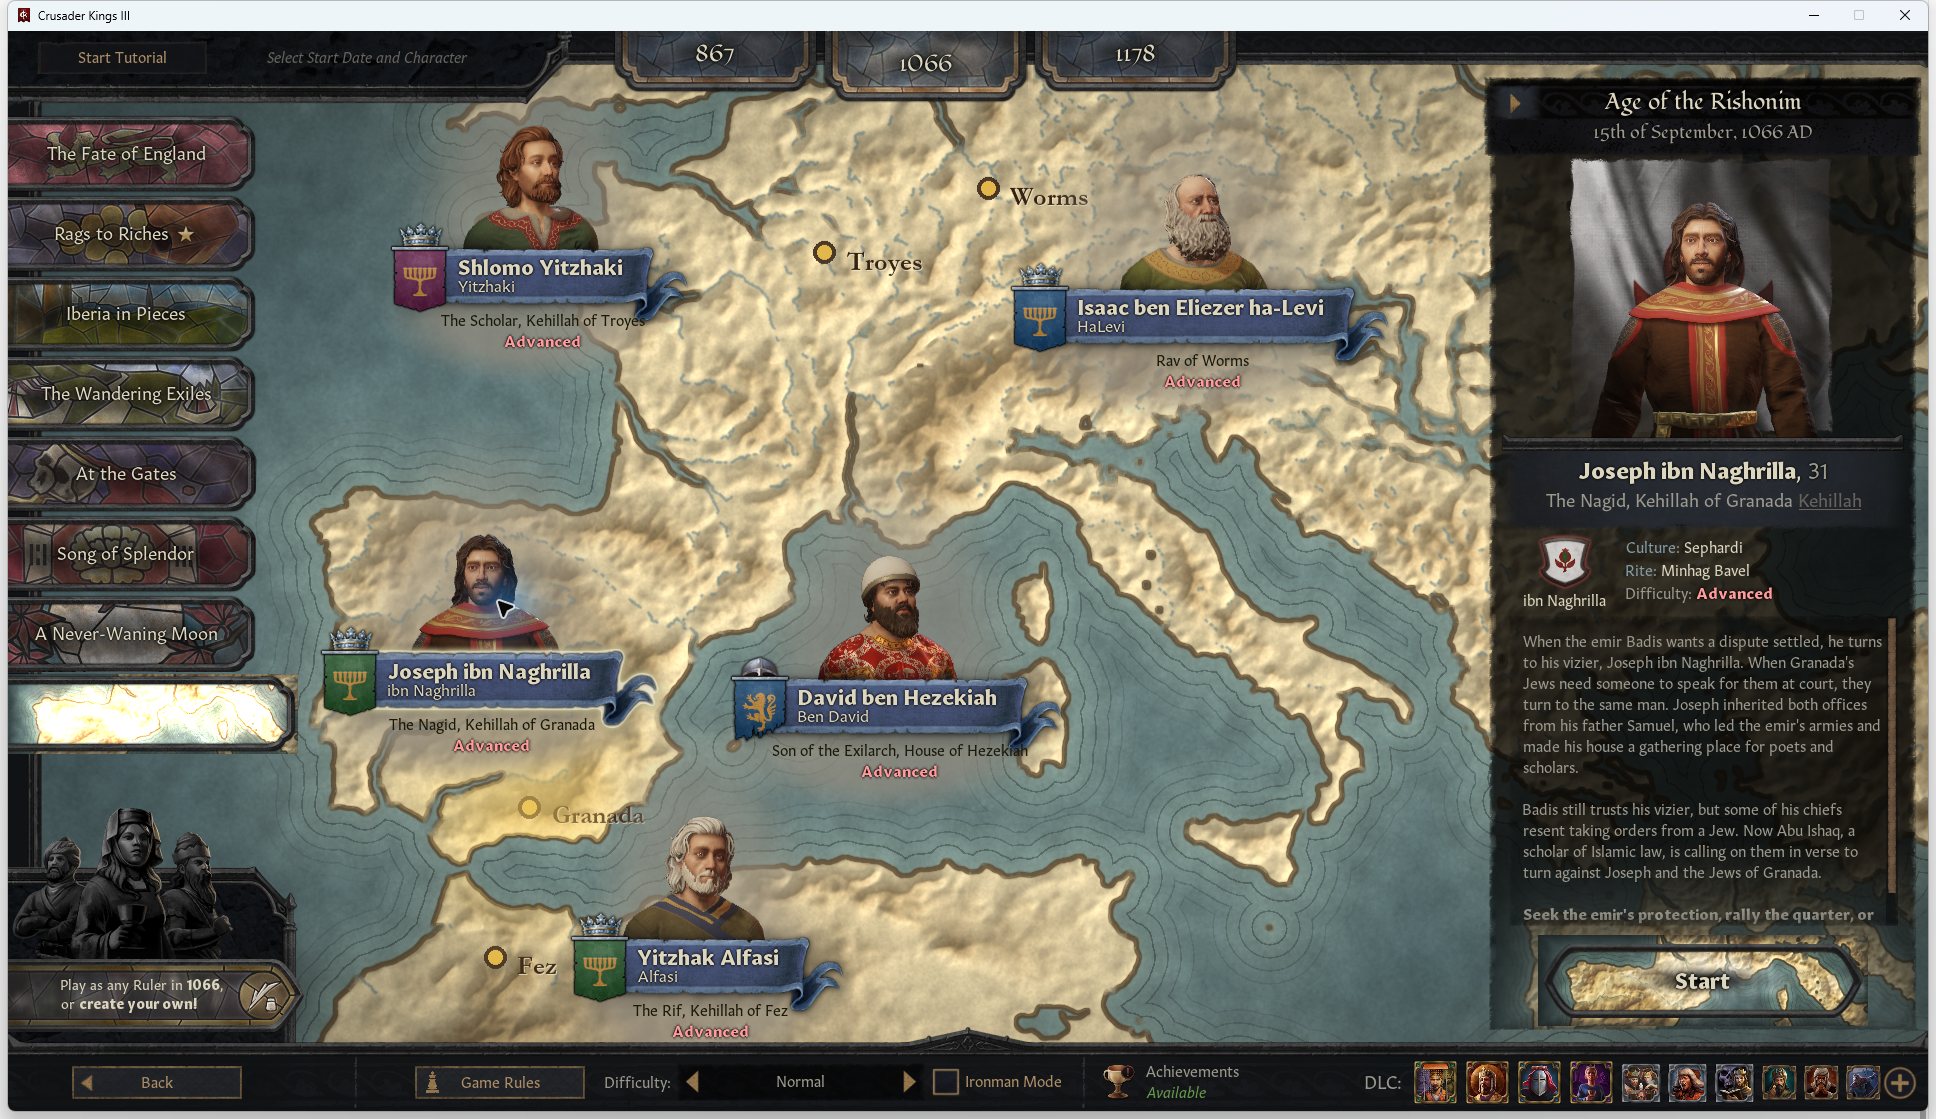 Crusader Kings III
Start Tutorial
Select Start Date and Character
867
1066
1178
The Fate of England
Rags to Riches
Iberia in Pieces
The Wandering Exiles
At the Gates
Song of Splendor
A Never-Waning Moon
Play as any Ruler in 1066,
or create your own!
Worms
Troyes
Granada
Fez
Shlomo Yitzhaki
Yitzhaki
The Scholar, Kehillah of Troyes
Advanced
Isaac ben Eliezer ha-Levi
HaLevi
Rav of Worms
Advanced
Joseph ibn Naghrilla
ibn Naghrilla
The Nagid, Kehillah of Granada
Advanced
David ben Hezekiah
Ben David
Son of the Exilarch, House of Hezekiah
Advanced
Yitzhak Alfasi
Alfasi
The Rif, Kehillah of Fez
Advanced
Age of the Rishonim
15th of September, 1066 AD
Joseph ibn Naghrilla, 31
The Nagid, Kehillah of Granada Kehillah
ibn Naghrilla
Culture: Sephardi
Rite: Minhag Bavel
Difficulty: Advanced
When the emir Badis wants a dispute settled, he turns
to his vizier, Joseph ibn Naghrilla. When Granada's
Jews need someone to speak for them at court, they
turn to the same man. Joseph inherited both offices
from his father Samuel, who led the emir's armies and
made his house a gathering place for poets and
scholars.
Badis still trusts his vizier, but some of his chiefs
resent taking orders from a Jew. Now Abu Ishaq, a
scholar of Islamic law, is calling on them in verse to
turn against Joseph and the Jews of Granada.
Seek the emir's protection, rally the quarter, or
Start
Back
Game Rules
Difficulty:
Normal
Ironman Mode
Achievements
Available
DLC: